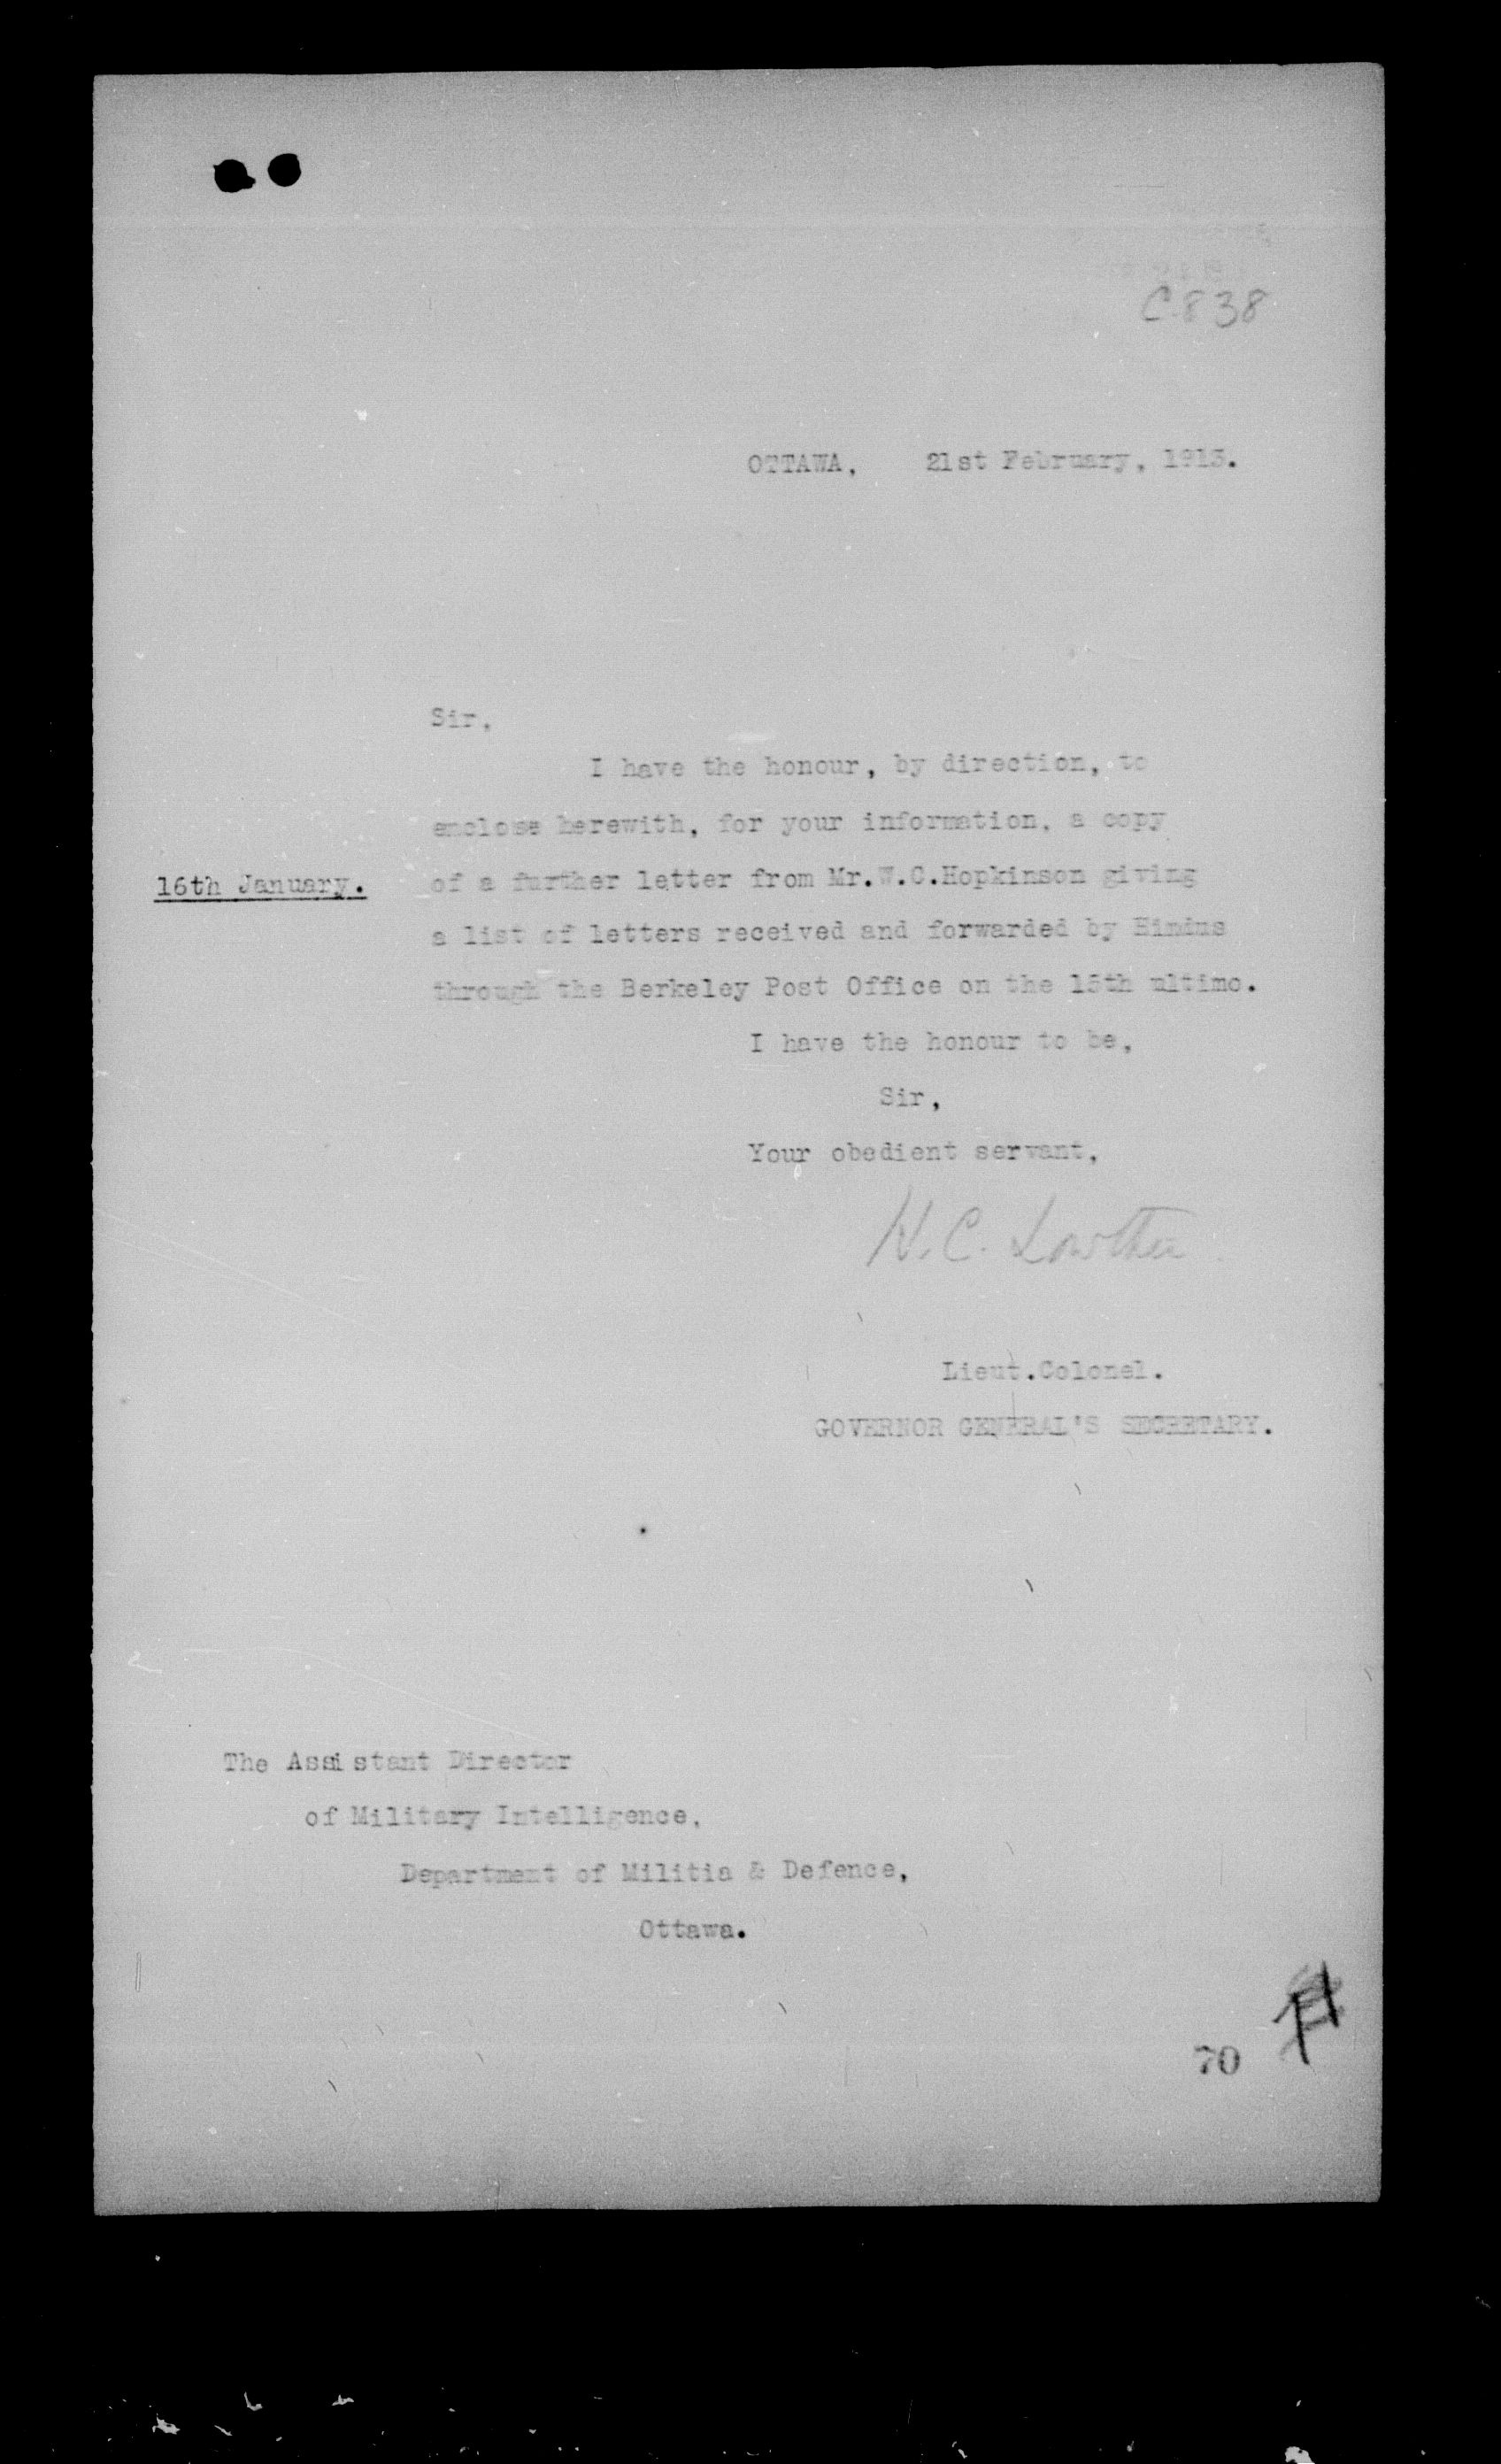 C.838
OTTAWA, 21st February, 1913.
Sir,
I have the honour, by direction, to
enclose herewith, for your information, a copy
16th January.
of a further letter from Mr.W.C.Hopkinson giving
a list of letters received and forwarded by Hindus
through the Berkeley Post Office on the 15th ultimo.
I have the honour to be,
Sir,
Your obedient servant,
H.C. Lowther
Lieut.Colonel.
GOVERNOR GENERAL'S SECRETARY.
The Assistant Director
of Military Intelligence,
Department of Militia & Defence,
Ottawa.
70